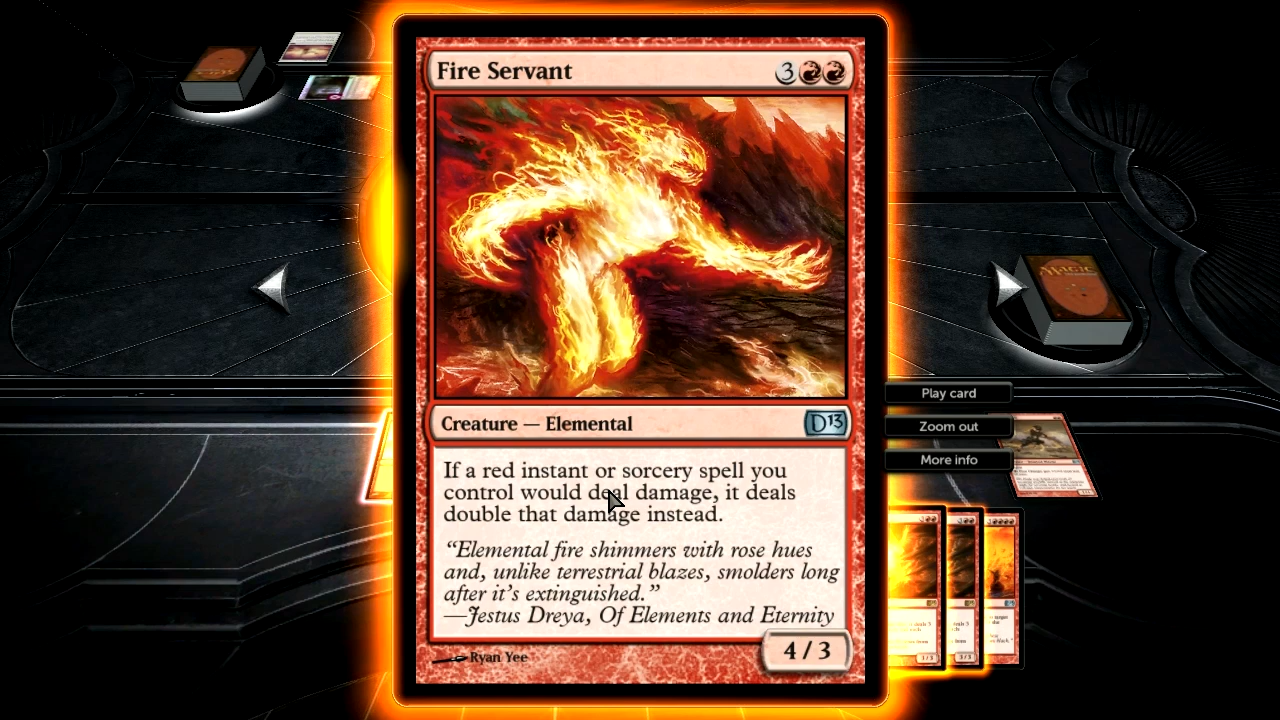 Fire Servant 3
Creature — Elemental D13
If a red instant or sorcery spell you
control would deal damage, it deals
double that damage instead.
“Elemental fire shimmers with rose hues
and, unlike terrestrial blazes, smolders long
after it’s extinguished.”
—Jestus Dreya, Of Elements and Eternity
Ryan Yee
4 / 3
Play card
Zoom out
More info
MAGIC